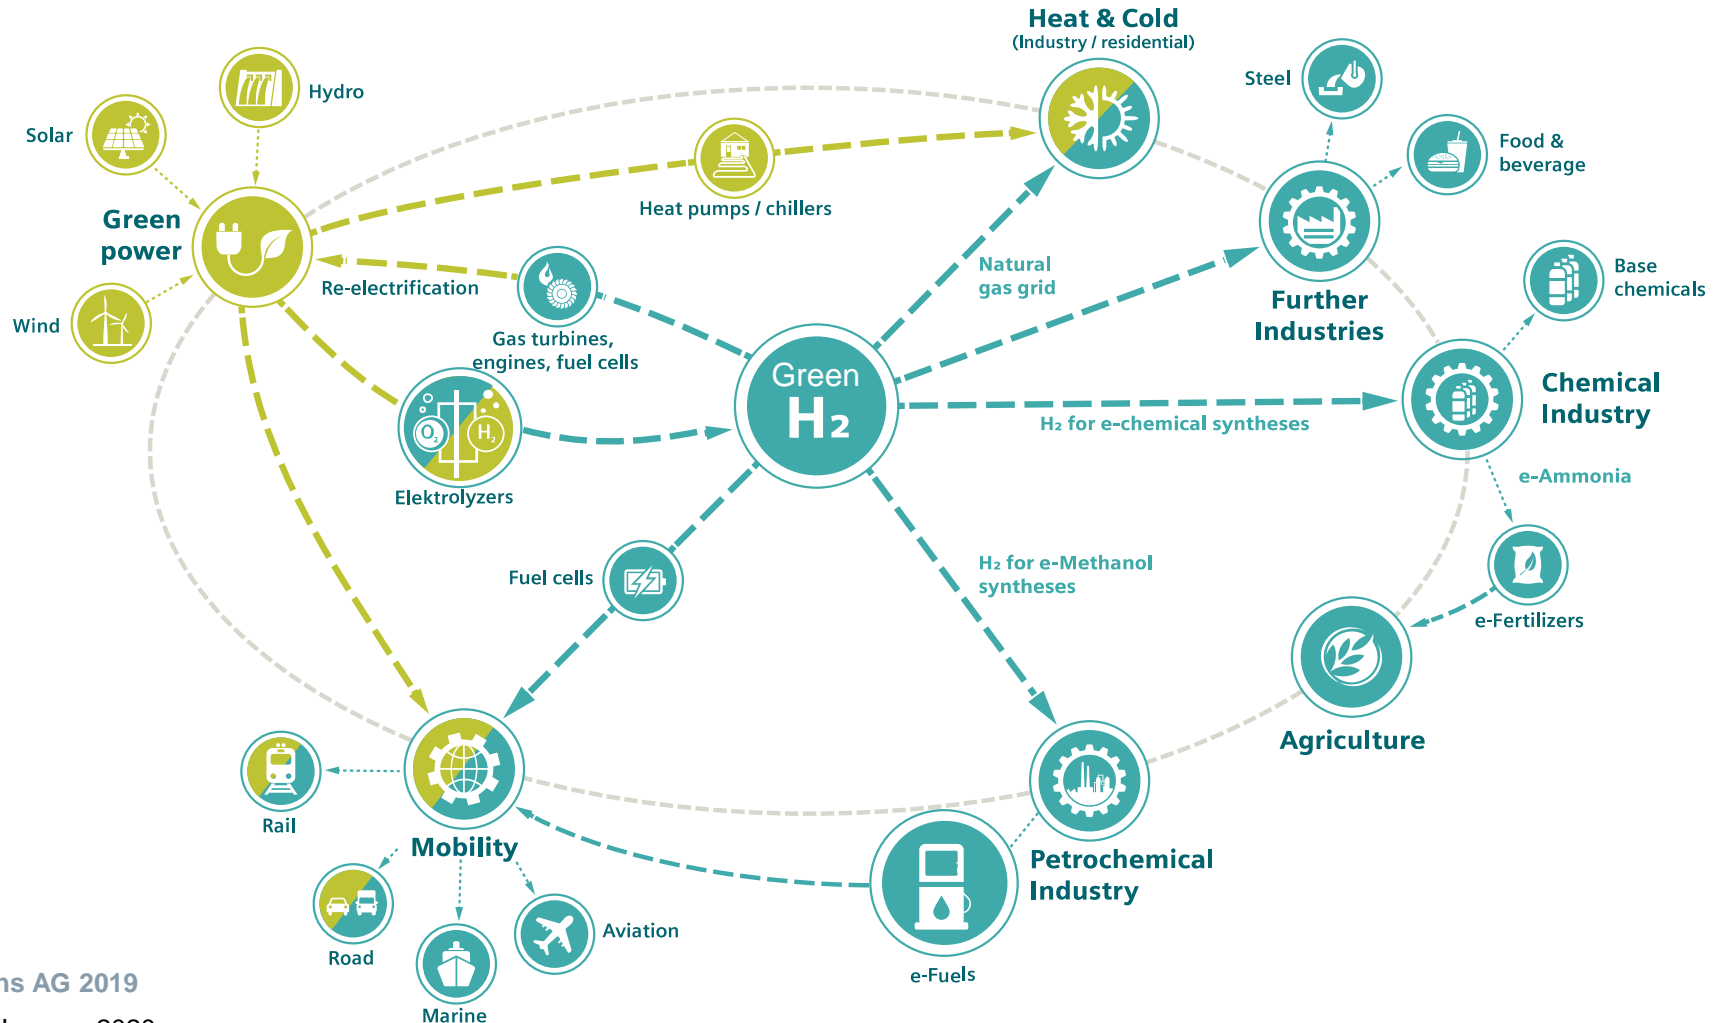 Heat & Cold
(Industry / residential)
Hydro
Solar
Steel
Food &
beverage
Green
power
Heat pumps / chillers
Wind
Re-electrification
Gas turbines,
engines, fuel cells
Natural
gas grid
Further
Industries
Base
chemicals
Green
H₂
Chemical
Industry
H₂ for e-chemical syntheses
O₂
H₂
Elektrolyzers
e-Ammonia
Fuel cells
H₂ for e-Methanol
syntheses
e-Fertilizers
Agriculture
Rail
Mobility
Petrochemical
Industry
Road
Aviation
Marine
e-Fuels
AG 2019
2020